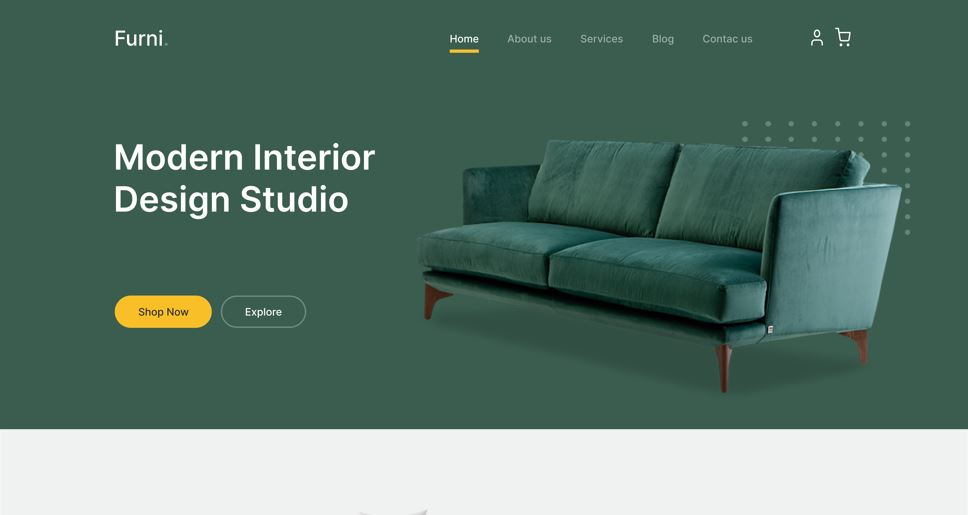 Furni.
Home
About us
Services
Blog
Contac us
Modern Interior
Design Studio
Shop Now
Explore